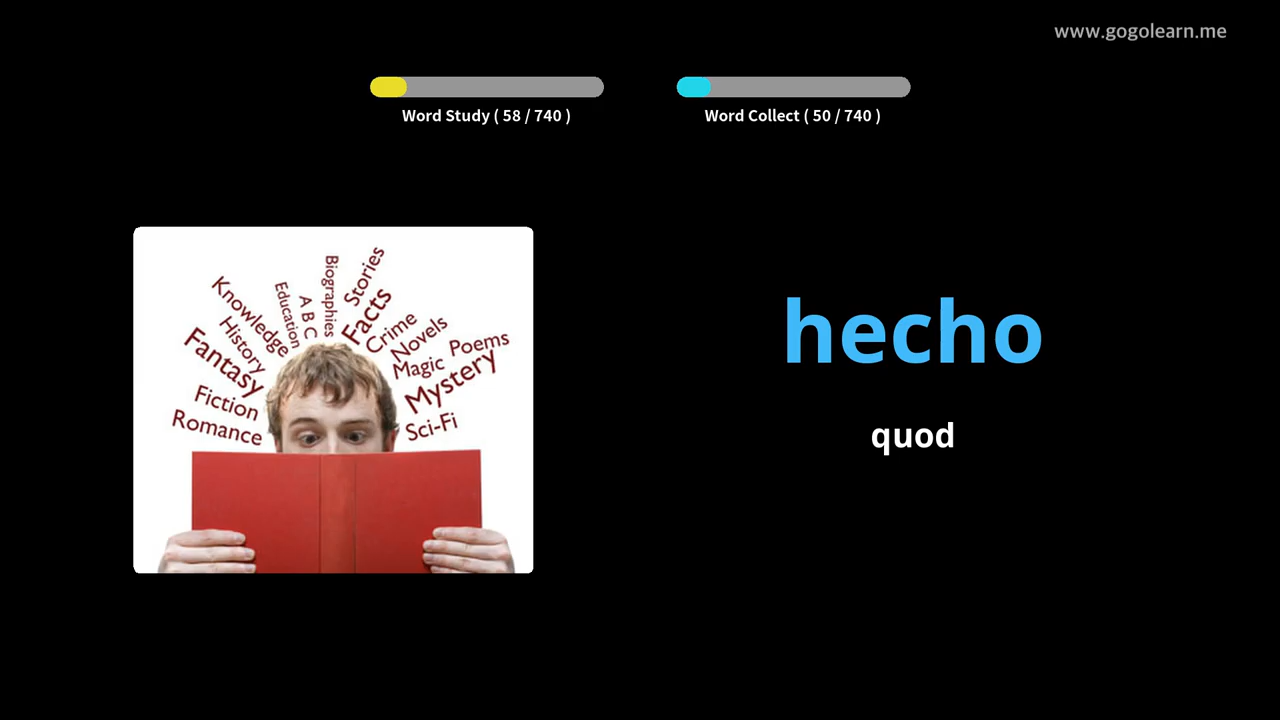 www.gogolearn.me
Word Study ( 58 / 740 )
Word Collect ( 50 / 740 )
Knowledge
Education
A B C
Biographies
Stories
Facts
Crime
Novels
Poems
Magic
Mystery
Sci-Fi
History
Fantasy
Fiction
Romance
hecho
quod